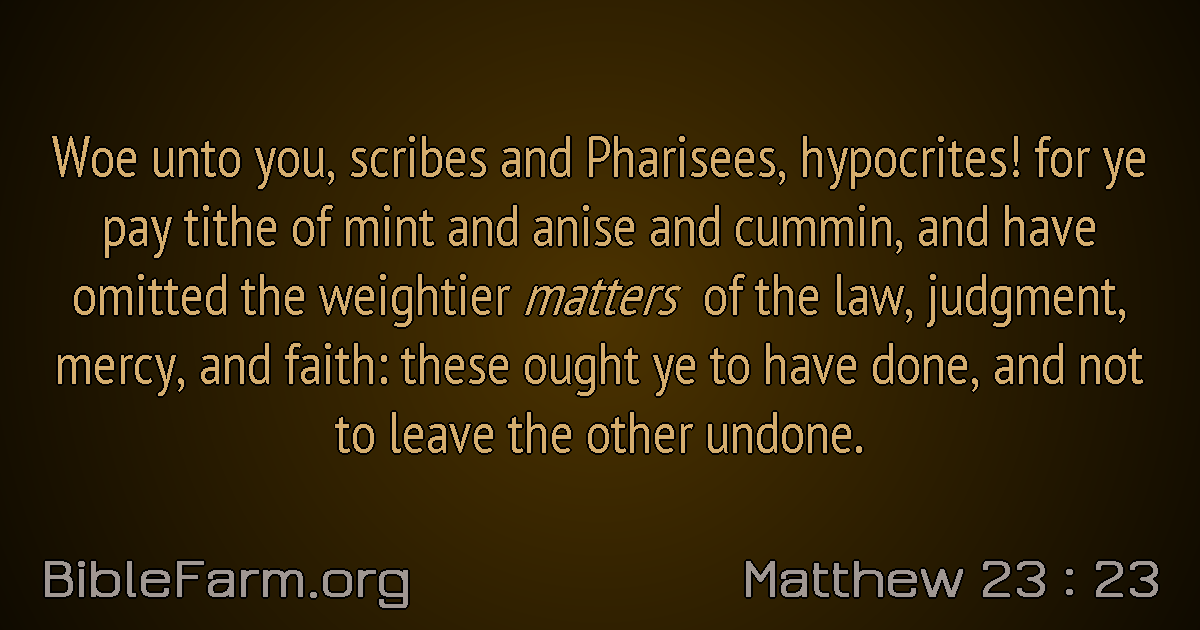 Woe unto you, scribes and Pharisees, hypocrites! for ye
pay tithe of mint and anise and cummin, and have
omitted the weightier matters of the law, judgment,
mercy, and faith: these ought ye to have done, and not
to leave the other undone.
BibleFarm.org
Matthew 23 : 23